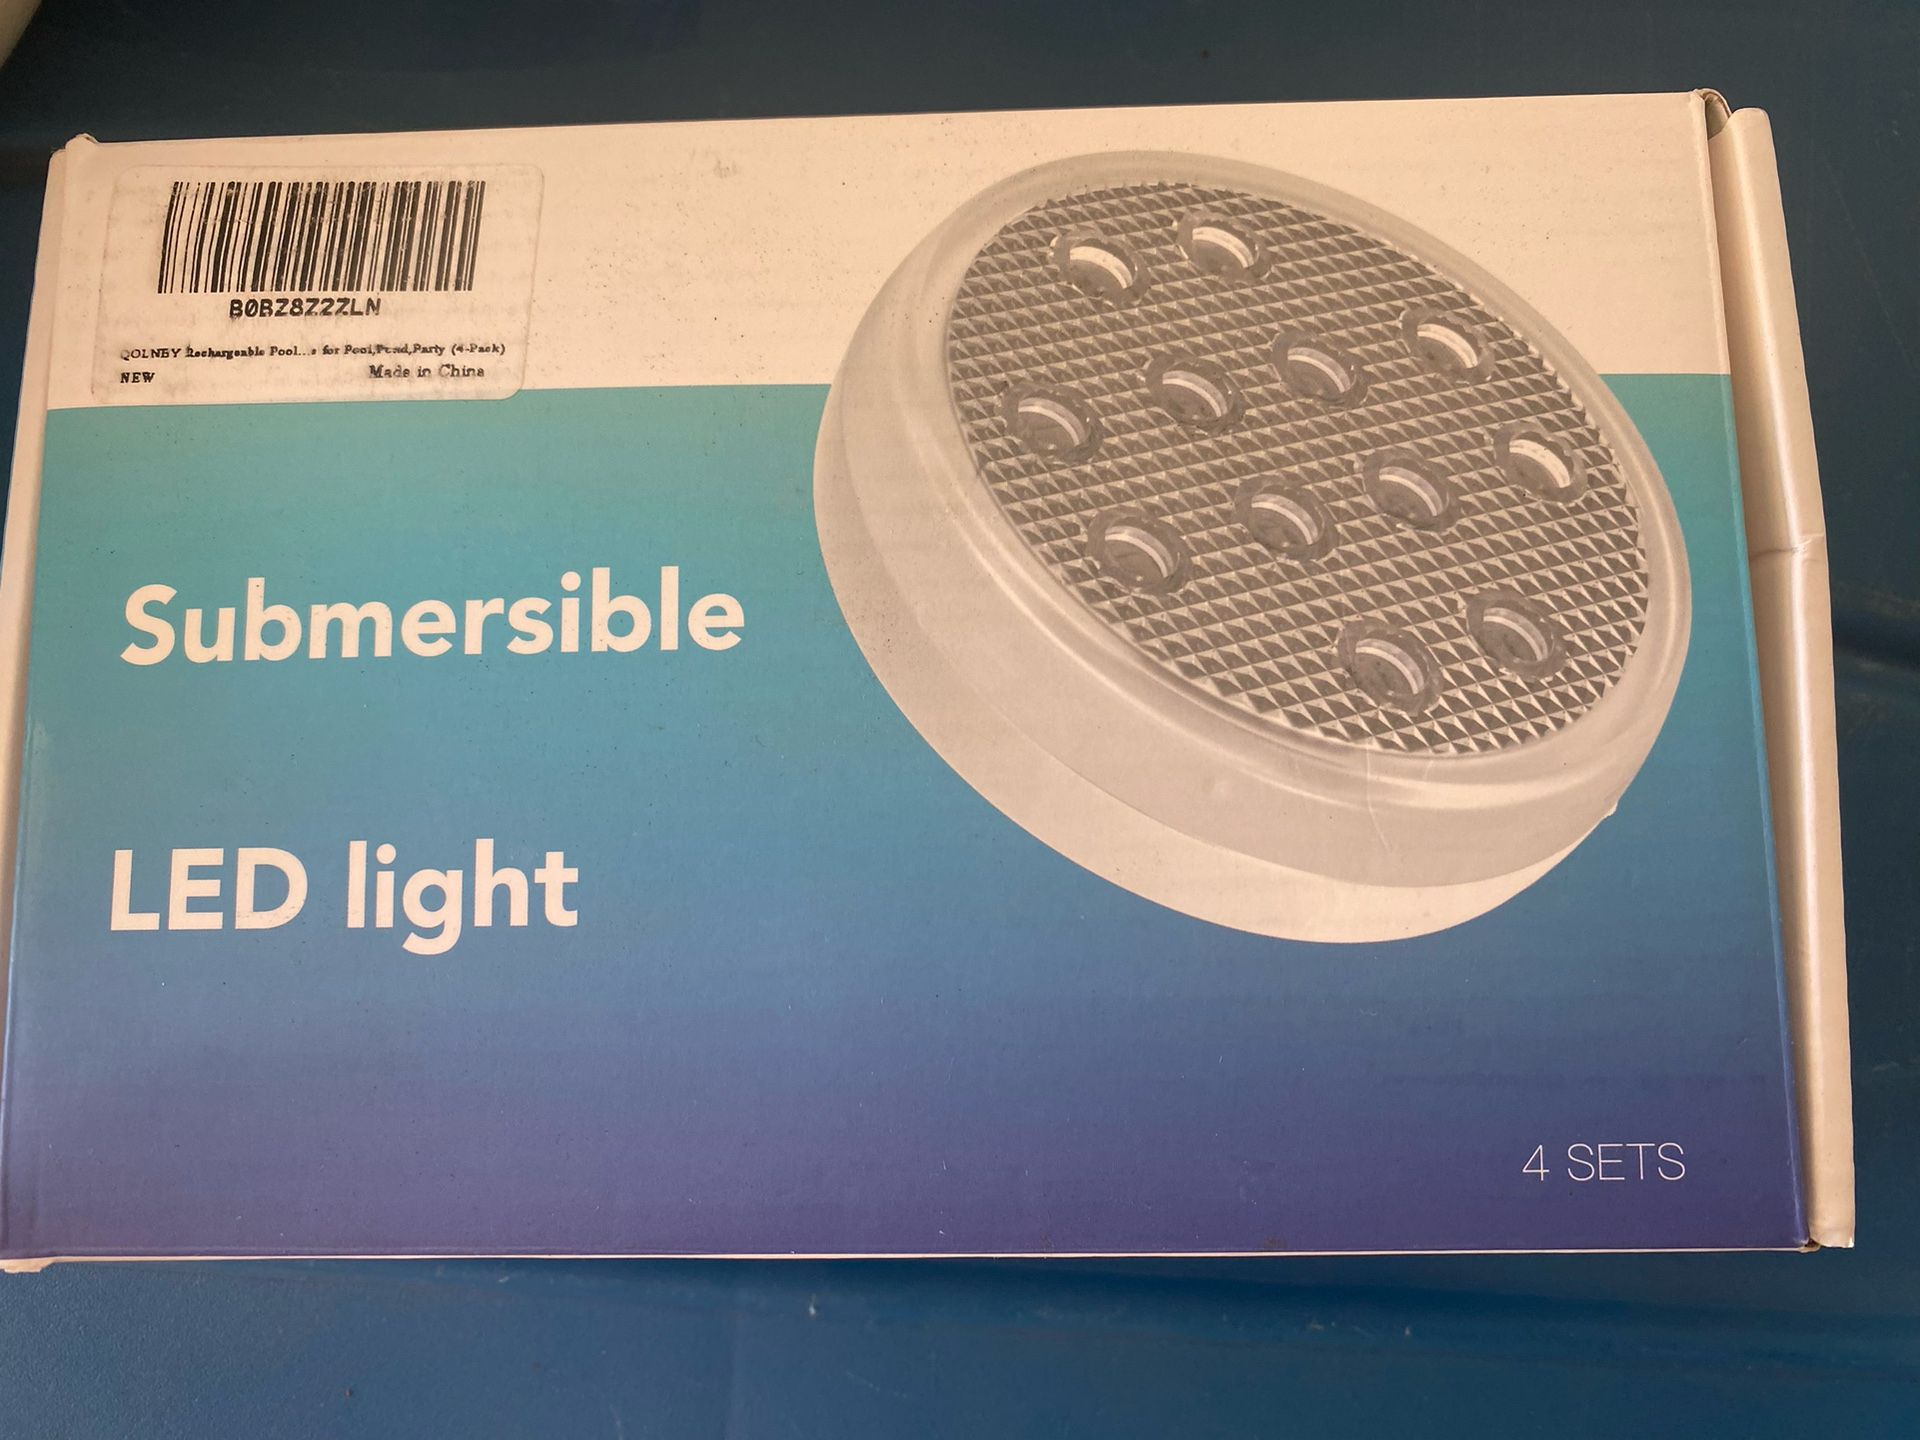 B0BZ8Z2ZLN
QOLNBY Rechargeable Pool...s for Pool,Pond,Party (4-Pack)
NEW Made in China
Submersible
LED light
4 SETS